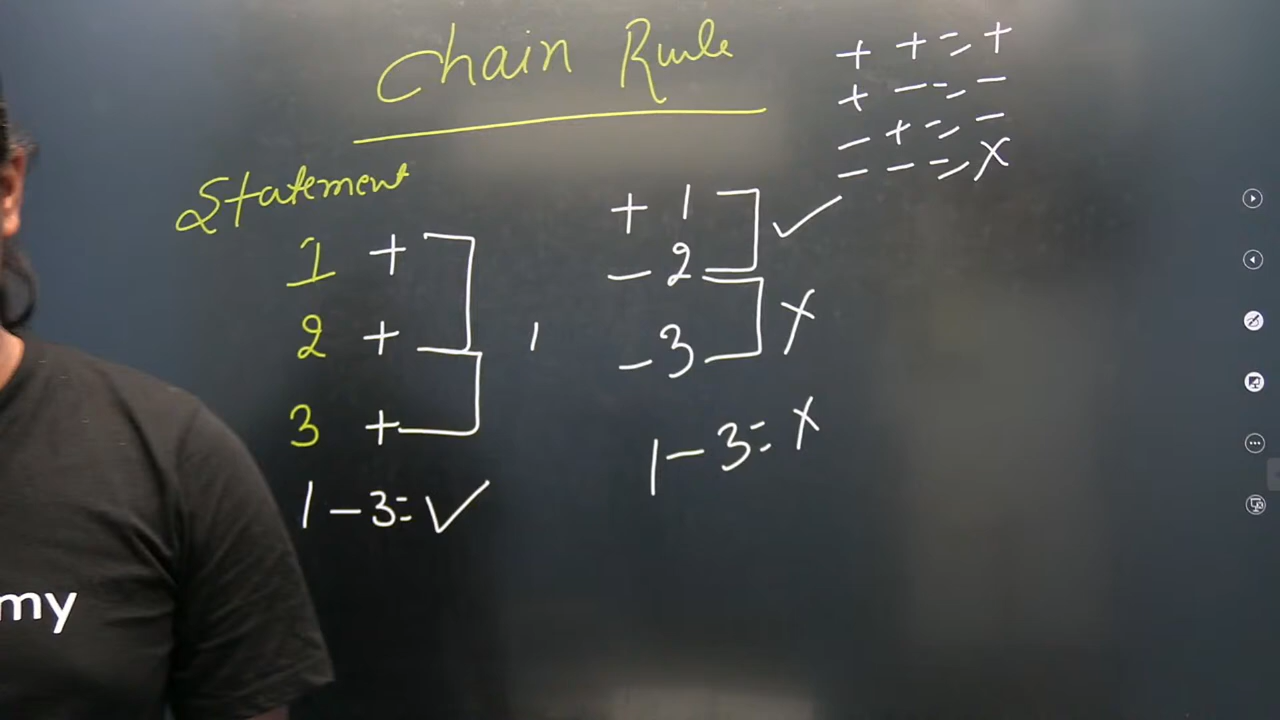 Chain Rule
+ + = +
+ - = -
- + = -
- - = X
Statement
1 +
2 +
3 +
1 - 3 = ✓
,
+ 1 ✓
- 2
X
- 3
1 - 3 = X
my